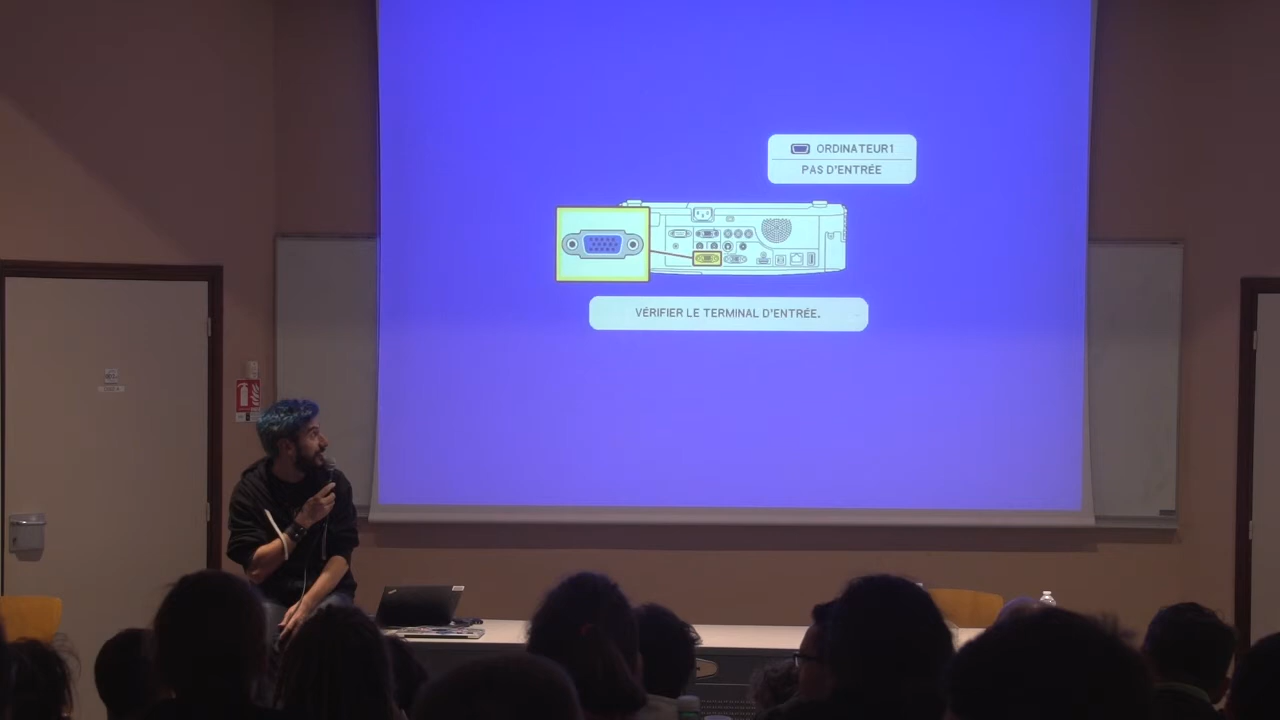 ORDINATEUR1
PAS D'ENTRÉE
VÉRIFIER LE TERMINAL D'ENTRÉE.